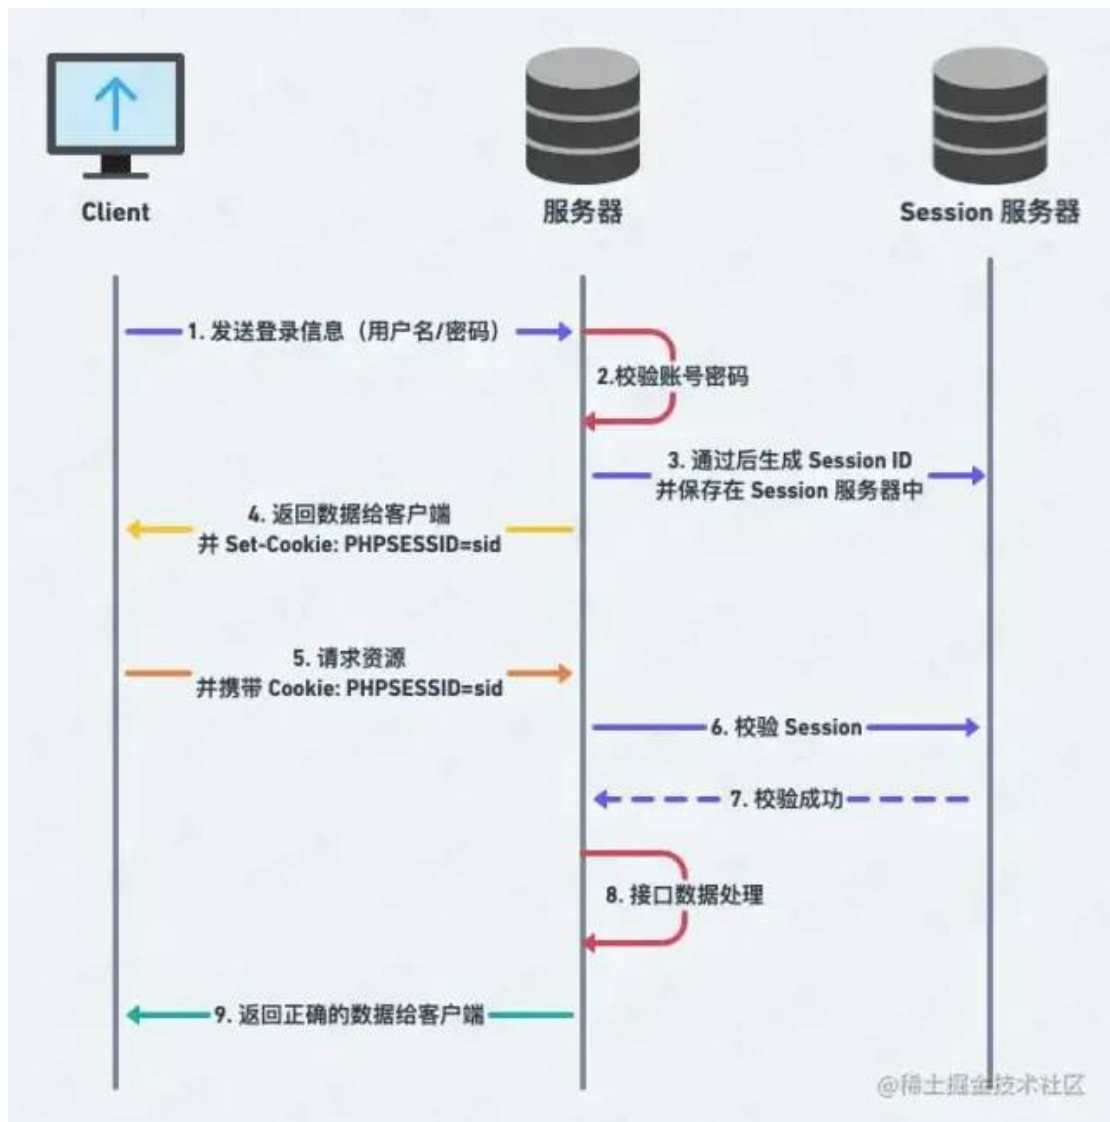 Client
服务器
Session 服务器
1. 发送登录信息（用户名/密码）
2.校验账号密码
3. 通过后生成 Session ID
并保存在 Session 服务器中
4. 返回数据给客户端
并 Set-Cookie: PHPSESSID=sid
5. 请求资源
并携带 Cookie: PHPSESSID=sid
6. 校验 Session
7. 校验成功
8. 接口数据处理
9. 返回正确的数据给客户端
@稀土掘金技术社区